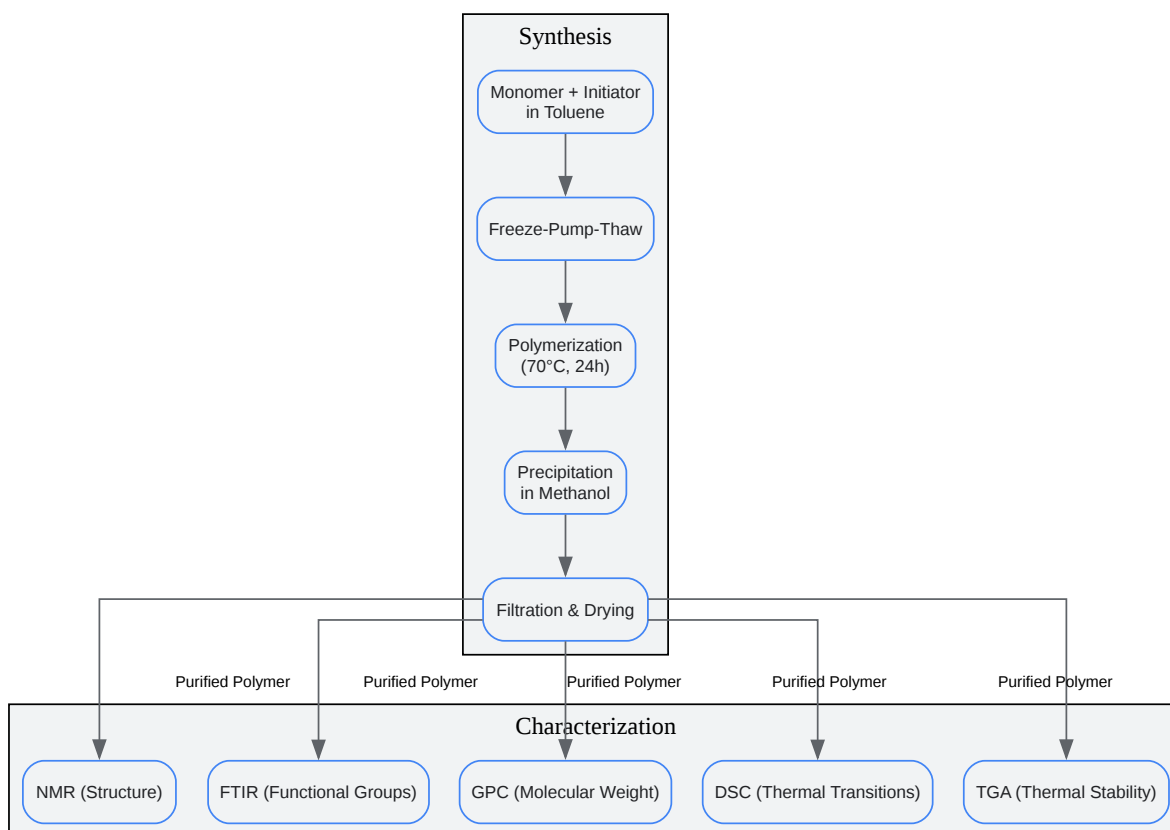 Synthesis
Monomer + Initiator
in Toluene
Freeze-Pump-Thaw
Polymerization
(70°C, 24h)
Precipitation
in Methanol
Filtration & Drying
Purified Polymer
Purified Polymer
Purified Polymer
Purified Polymer
Purified Polymer
Characterization
NMR (Structure)
FTIR (Functional Groups)
GPC (Molecular Weight)
DSC (Thermal Transitions)
TGA (Thermal Stability)